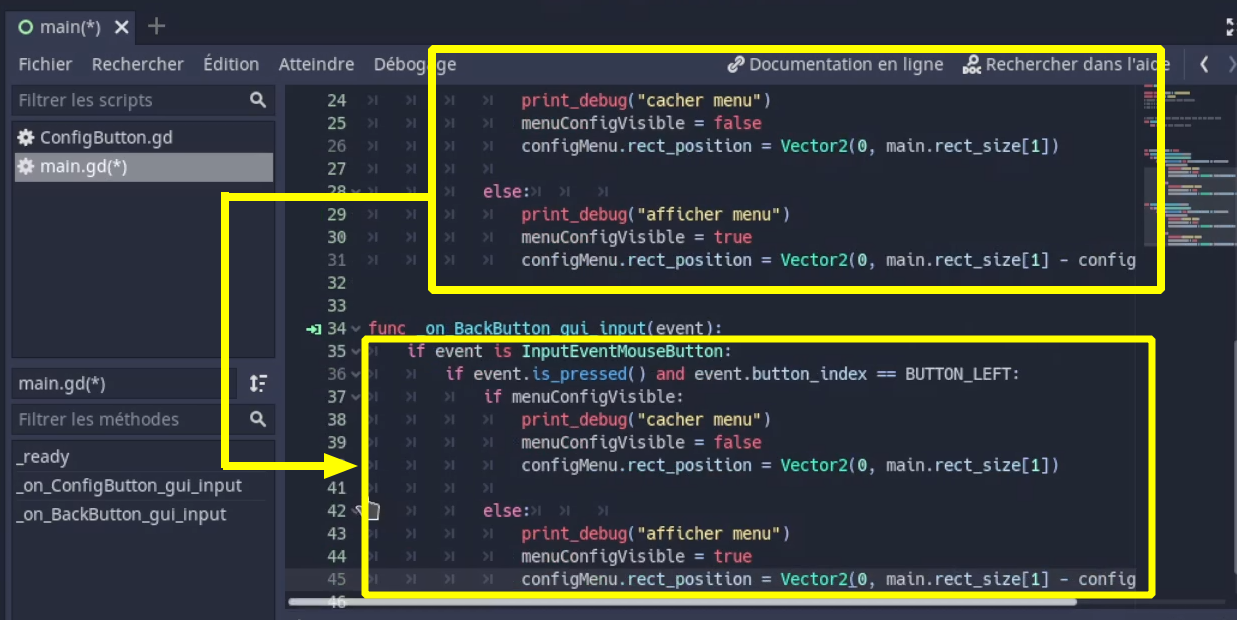 main(*)
Fichier Rechercher Édition Atteindre Débogage Documentation en ligne Rechercher dans l'aide
Filtrer les scripts
ConfigButton.gd
main.gd(*)
main.gd(*)
Filtrer les méthodes
_ready
_on_ConfigButton_gui_input
_on_BackButton_gui_input
24 print_debug("cacher menu")
25 menuConfigVisible = false
26 configMenu.rect_position = Vector2(0, main.rect_size[1])
27
28 else:
29 print_debug("afficher menu")
30 menuConfigVisible = true
31 configMenu.rect_position = Vector2(0, main.rect_size[1] - config
32
33
34 func _on_BackButton_gui_input(event):
35 if event is InputEventMouseButton:
36 if event.is_pressed() and event.button_index == BUTTON_LEFT:
37 if menuConfigVisible:
38 print_debug("cacher menu")
39 menuConfigVisible = false
configMenu.rect_position = Vector2(0, main.rect_size[1])
41
42 else:
43 print_debug("afficher menu")
44 menuConfigVisible = true
45 configMenu.rect_position = Vector2(0, main.rect_size[1] - config
46